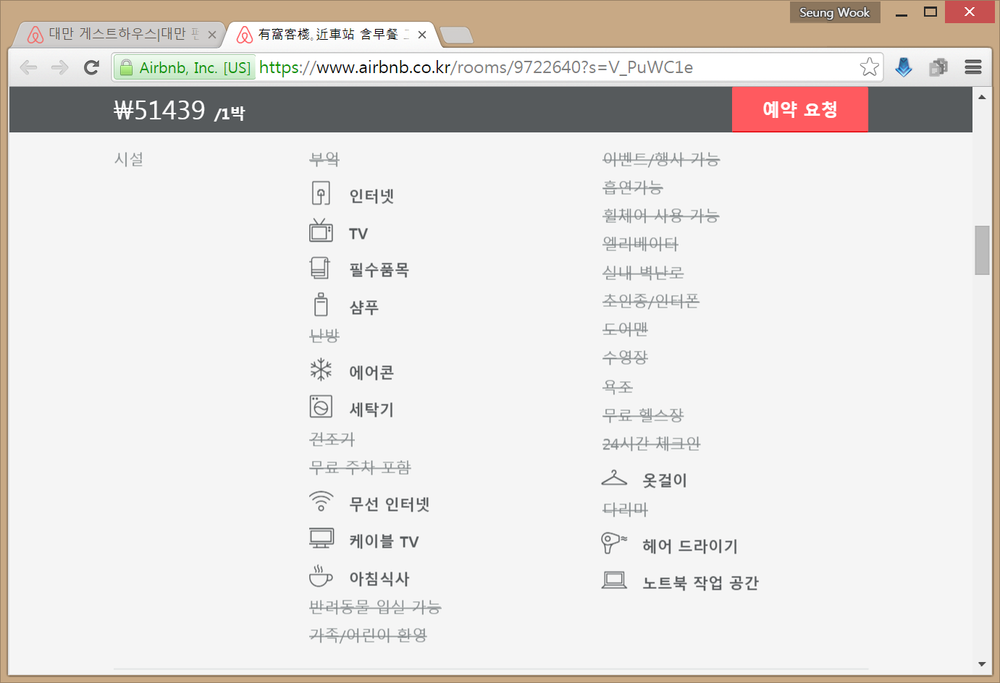 Seung Wook
대만 게스트하우스|대만
有窩客棧。近車站 含早餐
Airbnb, Inc. [US] https://www.airbnb.co.kr/rooms/9722640?s=V_PuWC1e
₩51439 /1박
예약 요청
시설
부엌
인터넷
TV
필수품목
샴푸
난방
에어컨
세탁기
건조기
무료 주차 포함
무선 인터넷
케이블 TV
아침식사
반려동물 입실 가능
가족/어린이 환영
이벤트/행사 가능
흡연가능
휠체어 사용 가능
엘리베이터
실내 벽난로
초인종/인터폰
도어맨
수영장
욕조
무료 헬스장
24시간 체크인
옷걸이
다리미
헤어 드라이기
노트북 작업 공간